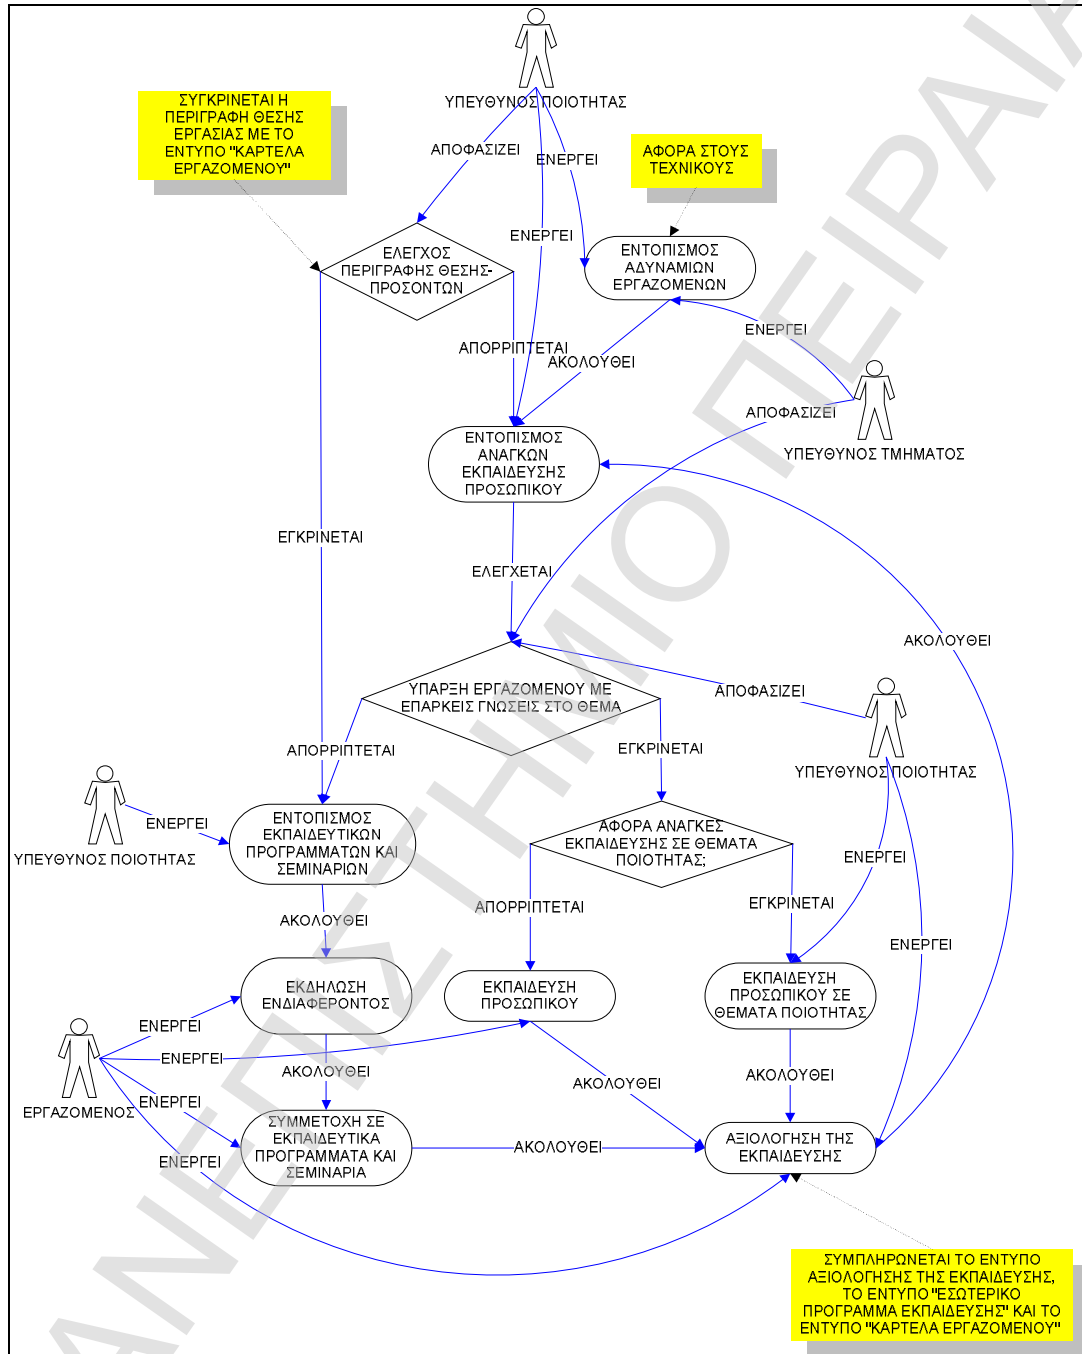 ΥΠΕΥΘΥΝΟΣ ΠΟΙΟΤΗΤΑΣ
ΣΥΓΚΡΙΝΕΤΑΙ Η
ΠΕΡΙΓΡΑΦΗ ΘΕΣΗΣ
ΕΡΓΑΣΙΑΣ ΜΕ ΤΟ
ΕΝΤΥΠΟ "ΚΑΡΤΕΛΑ
ΕΡΓΑΖΟΜΕΝΟΥ"
ΑΠΟΦΑΣΙΖΕΙ
ΕΝΕΡΓΕΙ
ΑΦΟΡΑ ΣΤΟΥΣ
ΤΕΧΝΙΚΟΥΣ
ΕΝΕΡΓΕΙ
ΕΛΕΓΧΟΣ
ΠΕΡΙΓΡΑΦΗΣ ΘΕΣΗΣ-
ΠΡΟΣΟΝΤΩΝ
ΕΝΤΟΠΙΣΜΟΣ
ΑΔΥΝΑΜΙΩΝ
ΕΡΓΑΖΟΜΕΝΩΝ
ΕΝΕΡΓΕΙ
ΑΠΟΡΡΙΠΤΕΤΑΙ
ΑΚΟΛΟΥΘΕΙ
ΑΠΟΦΑΣΙΖΕΙ
ΥΠΕΥΘΥΝΟΣ ΤΜΗΜΑΤΟΣ
ΕΝΤΟΠΙΣΜΟΣ
ΑΝΑΓΚΩΝ
ΕΚΠΑΙΔΕΥΣΗΣ
ΠΡΟΣΩΠΙΚΟΥ
ΕΓΚΡΙΝΕΤΑΙ
ΕΛΕΓΧΕΤΑΙ
ΑΚΟΛΟΥΘΕΙ
ΥΠΑΡΞΗ ΕΡΓΑΖΟΜΕΝΟΥ ΜΕ
ΕΠΑΡΚΕΙΣ ΓΝΩΣΕΙΣ ΣΤΟ ΘΕΜΑ
ΑΠΟΦΑΣΙΖΕΙ
ΑΠΟΡΡΙΠΤΕΤΑΙ
ΕΓΚΡΙΝΕΤΑΙ
ΥΠΕΥΘΥΝΟΣ ΠΟΙΟΤΗΤΑΣ
ΕΝΕΡΓΕΙ
ΥΠΕΥΘΥΝΟΣ ΠΟΙΟΤΗΤΑΣ
ΕΝΤΟΠΙΣΜΟΣ
ΕΚΠΑΙΔΕΥΤΙΚΩΝ
ΠΡΟΓΡΑΜΜΑΤΩΝ ΚΑΙ
ΣΕΜΙΝΑΡΙΩΝ
ΑΦΟΡΑ ΑΝΑΓΚΕΣ
ΕΚΠΑΙΔΕΥΣΗΣ ΣΕ ΘΕΜΑΤΑ
ΠΟΙΟΤΗΤΑΣ;
ΕΝΕΡΓΕΙ
ΑΚΟΛΟΥΘΕΙ
ΑΠΟΡΡΙΠΤΕΤΑΙ
ΕΓΚΡΙΝΕΤΑΙ
ΕΝΕΡΓΕΙ
ΕΚΔΗΛΩΣΗ
ΕΝΔΙΑΦΕΡΟΝΤΟΣ
ΕΚΠΑΙΔΕΥΣΗ
ΠΡΟΣΩΠΙΚΟΥ
ΕΚΠΑΙΔΕΥΣΗ
ΠΡΟΣΩΠΙΚΟΥ ΣΕ
ΘΕΜΑΤΑ ΠΟΙΟΤΗΤΑΣ
ΕΝΕΡΓΕΙ
ΕΝΕΡΓΕΙ
ΑΚΟΛΟΥΘΕΙ
ΑΚΟΛΟΥΘΕΙ
ΑΚΟΛΟΥΘΕΙ
ΕΡΓΑΖΟΜΕΝΟΣ
ΕΝΕΡΓΕΙ
ΕΝΕΡΓΕΙ
ΣΥΜΜΕΤΟΧΗ ΣΕ
ΕΚΠΑΙΔΕΥΤΙΚΑ
ΠΡΟΓΡΑΜΜΑΤΑ ΚΑΙ
ΣΕΜΙΝΑΡΙΑ
ΑΚΟΛΟΥΘΕΙ
ΑΞΙΟΛΟΓΗΣΗ ΤΗΣ
ΕΚΠΑΙΔΕΥΣΗΣ
ΣΥΜΠΛΗΡΩΝΕΤΑΙ ΤΟ ΕΝΤΥΠΟ
ΑΞΙΟΛΟΓΗΣΗΣ ΤΗΣ ΕΚΠΑΙΔΕΥΣΗΣ,
ΤΟ ΕΝΤΥΠΟ "ΕΣΩΤΕΡΙΚΟ
ΠΡΟΓΡΑΜΜΑ ΕΚΠΑΙΔΕΥΣΗΣ" ΚΑΙ ΤΟ
ΕΝΤΥΠΟ "ΚΑΡΤΕΛΑ ΕΡΓΑΖΟΜΕΝΟΥ"
ΑΝΕΠΙΣΤΗΜΙΟ ΠΕΙΡΑΙΑ